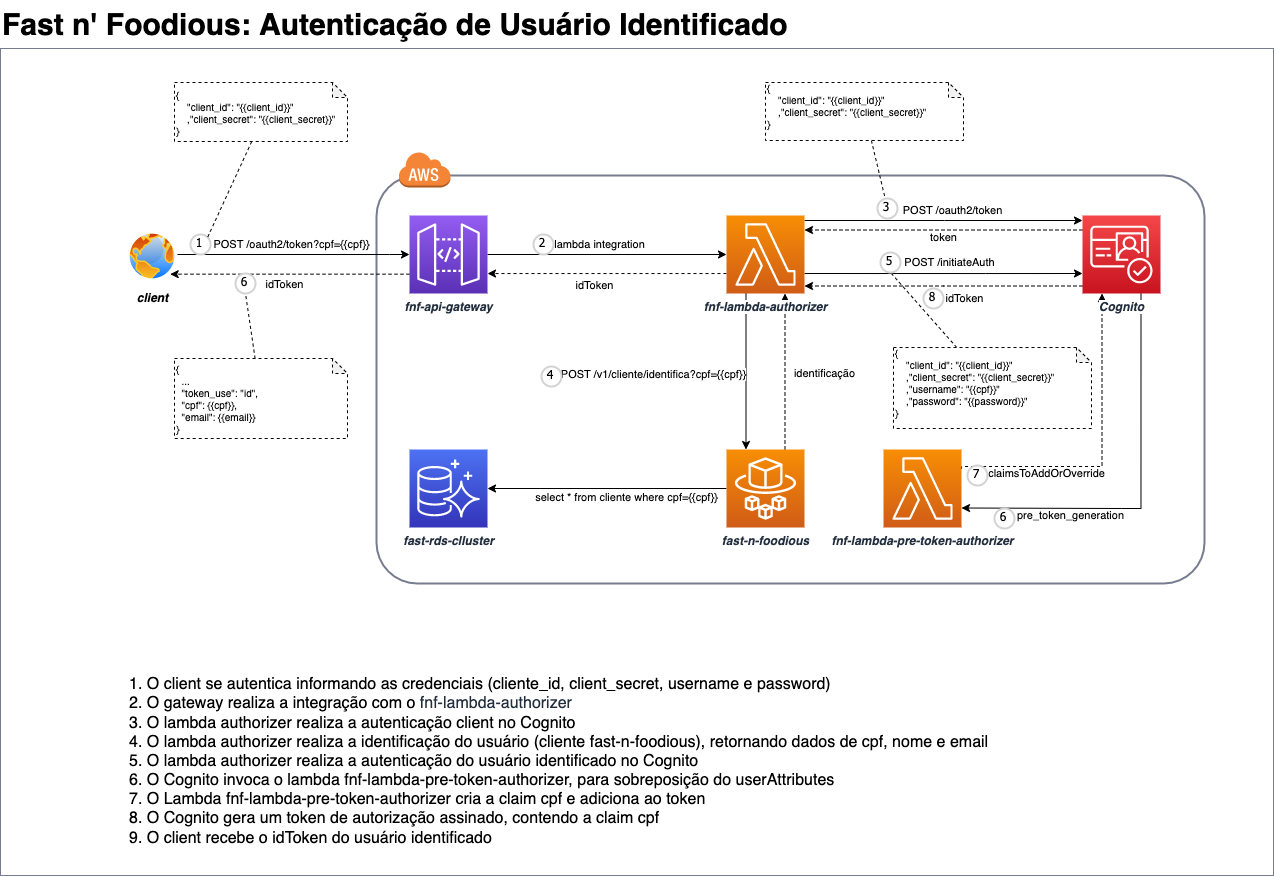 Fast n' Foodious: Autenticação de Usuário Identificado
{
"client_id": "{{client_id}}"
,"client_secret": "{{client_secret}}"
}
{
"client_id": "{{client_id}}"
,"client_secret": "{{client_secret}}"
}
AWS
1 POST /oauth2/token?cpf={{cpf}}
2 lambda integration
3 POST /oauth2/token
token
5 POST /initiateAuth
6 idToken
idToken
8 idToken
client
fnf-api-gateway
fnf-lambda-authorizer
Cognito
{
...
"token_use": "id",
"cpf": {{cpf}},
"email": {{email}}
}
4 POST /v1/cliente/identifica?cpf={{cpf}}
identificação
{
"client_id": "{{client_id}}"
,"client_secret": "{{client_secret}}"
,"username": "{{cpf}}"
,"password": "{{password}}"
}
7 claimsToAddOrOverride
select * from cliente where cpf={{cpf}}
6 pre_token_generation
fast-rds-clluster
fast-n-foodious
fnf-lambda-pre-token-authorizer
1. O client se autentica informando as credenciais (cliente_id, client_secret, username e password)
2. O gateway realiza a integração com o fnf-lambda-authorizer
3. O lambda authorizer realiza a autenticação client no Cognito
4. O lambda authorizer realiza a identificação do usuário (cliente fast-n-foodious), retornando dados de cpf, nome e email
5. O lambda authorizer realiza a autenticação do usuário identificado no Cognito
6. O Cognito invoca o lambda fnf-lambda-pre-token-authorizer, para sobreposição do userAttributes
7. O Lambda fnf-lambda-pre-token-authorizer cria a claim cpf e adiciona ao token
8. O Cognito gera um token de autorização assinado, contendo a claim cpf
9. O client recebe o idToken do usuário identificado